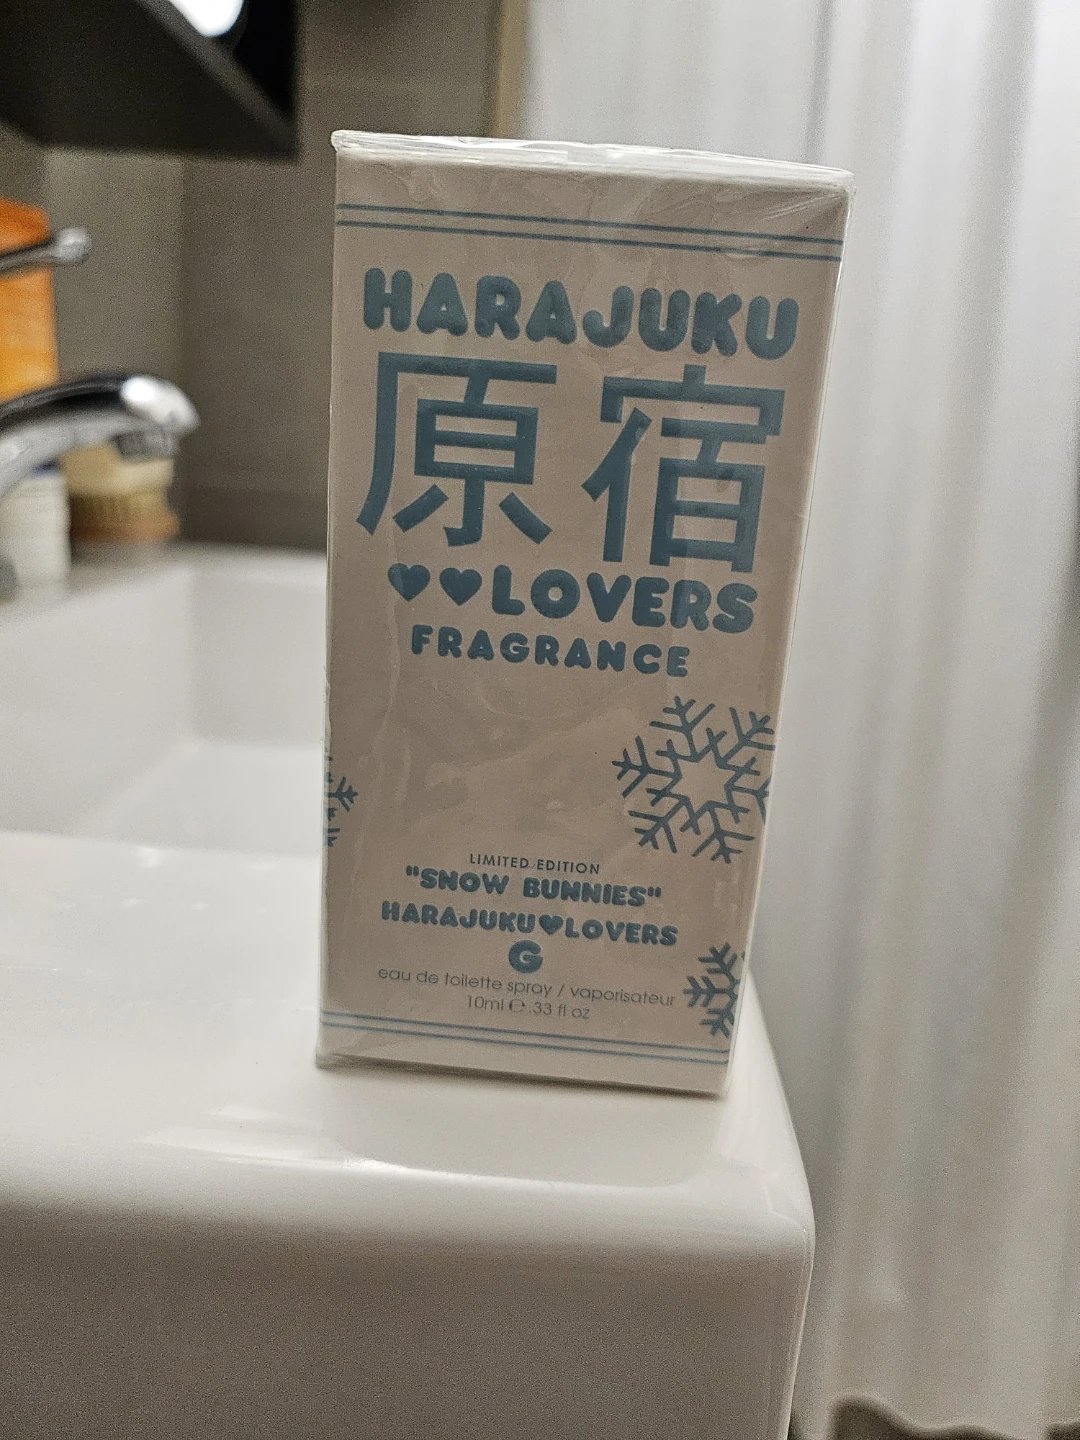 HARAJUKU
原宿
♥♥LOVERS
FRAGRANCE
LIMITED EDITION
"SNOW BUNNIES"
HARAJUKU♥LOVERS
G
eau de toilette spray / vaporisateur
10ml ℮ .33 fl oz